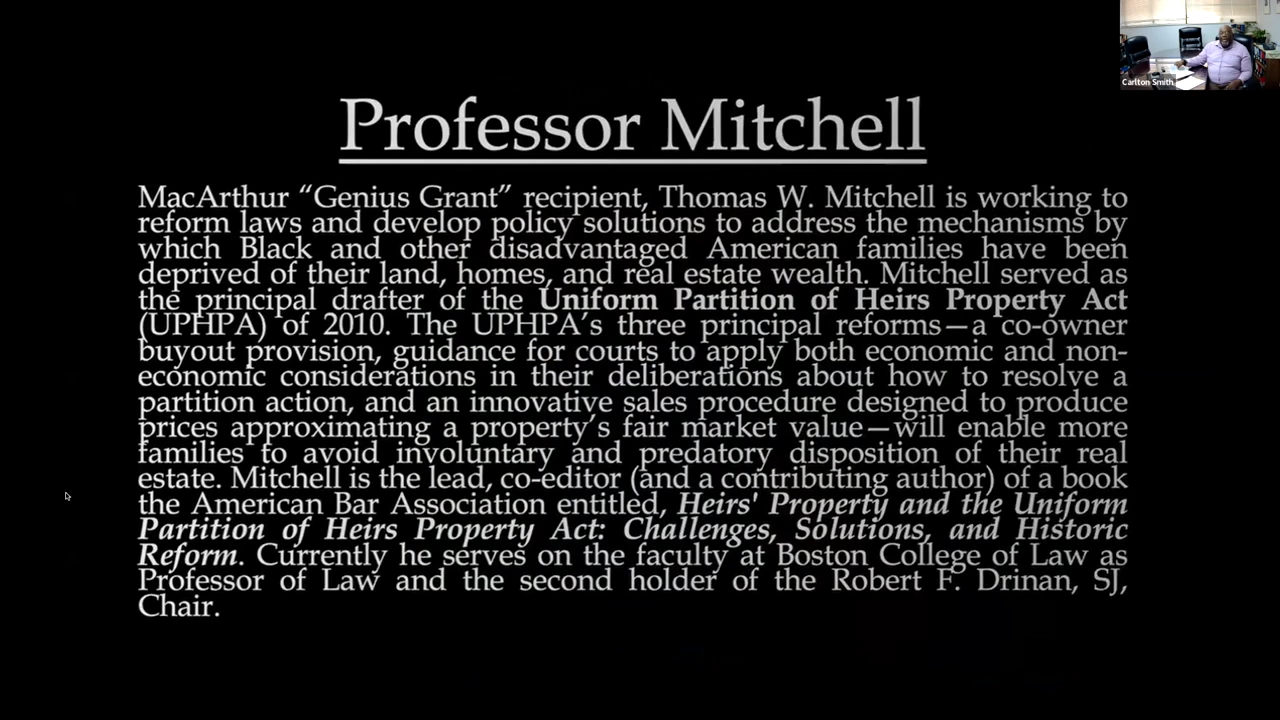 Carlton Smith
Professor Mitchell
MacArthur “Genius Grant” recipient, Thomas W. Mitchell is working to
reform laws and develop policy solutions to address the mechanisms by
which Black and other disadvantaged American families have been
deprived of their land, homes, and real estate wealth. Mitchell served as
the principal drafter of the Uniform Partition of Heirs Property Act
(UPHPA) of 2010. The UPHPA’s three principal reforms—a co-owner
buyout provision, guidance for courts to apply both economic and non-
economic considerations in their deliberations about how to resolve a
partition action, and an innovative sales procedure designed to produce
prices approximating a property’s fair market value—will enable more
families to avoid involuntary and predatory disposition of their real
estate. Mitchell is the lead, co-editor (and a contributing author) of a book
the American Bar Association entitled, Heirs' Property and the Uniform
Partition of Heirs Property Act: Challenges, Solutions, and Historic
Reform. Currently he serves on the faculty at Boston College of Law as
Professor of Law and the second holder of the Robert F. Drinan, SJ,
Chair.